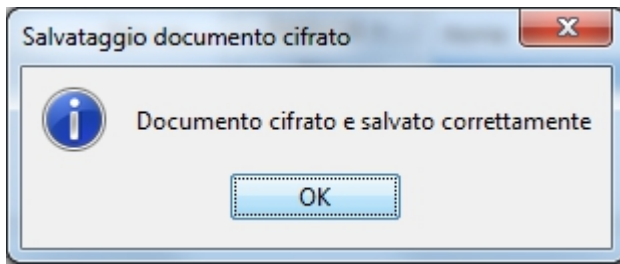 Salvataggio documento cifrato
Documento cifrato e salvato correttamente
OK